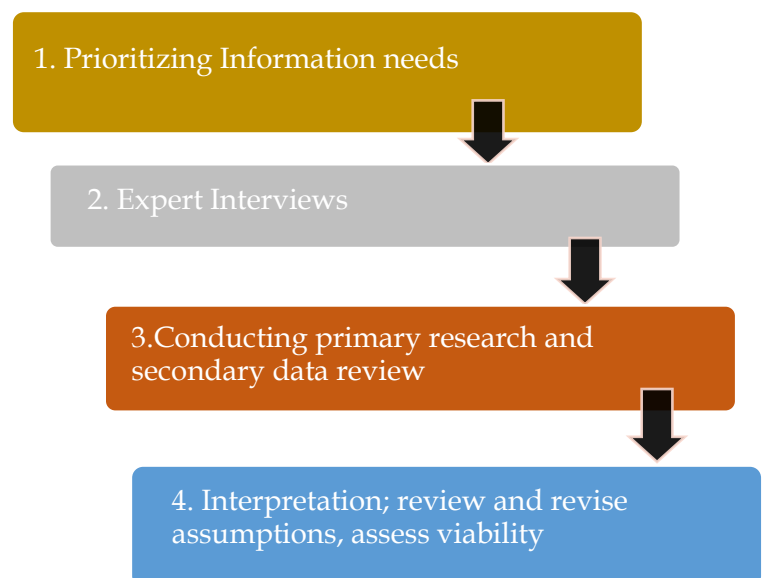 1. Prioritizing Information needs
2. Expert Interviews
3.Conducting primary research and
secondary data review
4. Interpretation; review and revise
assumptions, assess viability